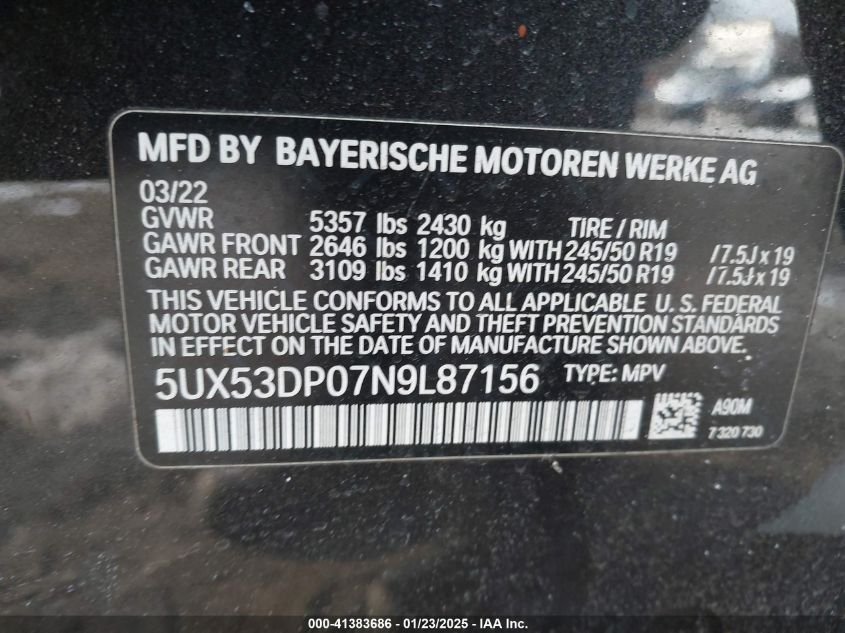 MFD BY BAYERISCHE MOTOREN WERKE AG
03/22
GVWR 5357 lbs 2430 kg TIRE / RIM
GAWR FRONT 2646 lbs 1200 kg WITH 245/50 R19 / 7.5J x 19
GAWR REAR 3109 lbs 1410 kg WITH 245/50 R19 / 7.5J x 19
THIS VEHICLE CONFORMS TO ALL APPLICABLE U. S. FEDERAL
MOTOR VEHICLE SAFETY AND THEFT PREVENTION STANDARDS
IN EFFECT ON THE DATE OF MANUFACTURE SHOWN ABOVE.
5UX53DP07N9L87156 TYPE: MPV
A90M
7 320 730
000-41383686 - 01/23/2025 - IAA Inc.